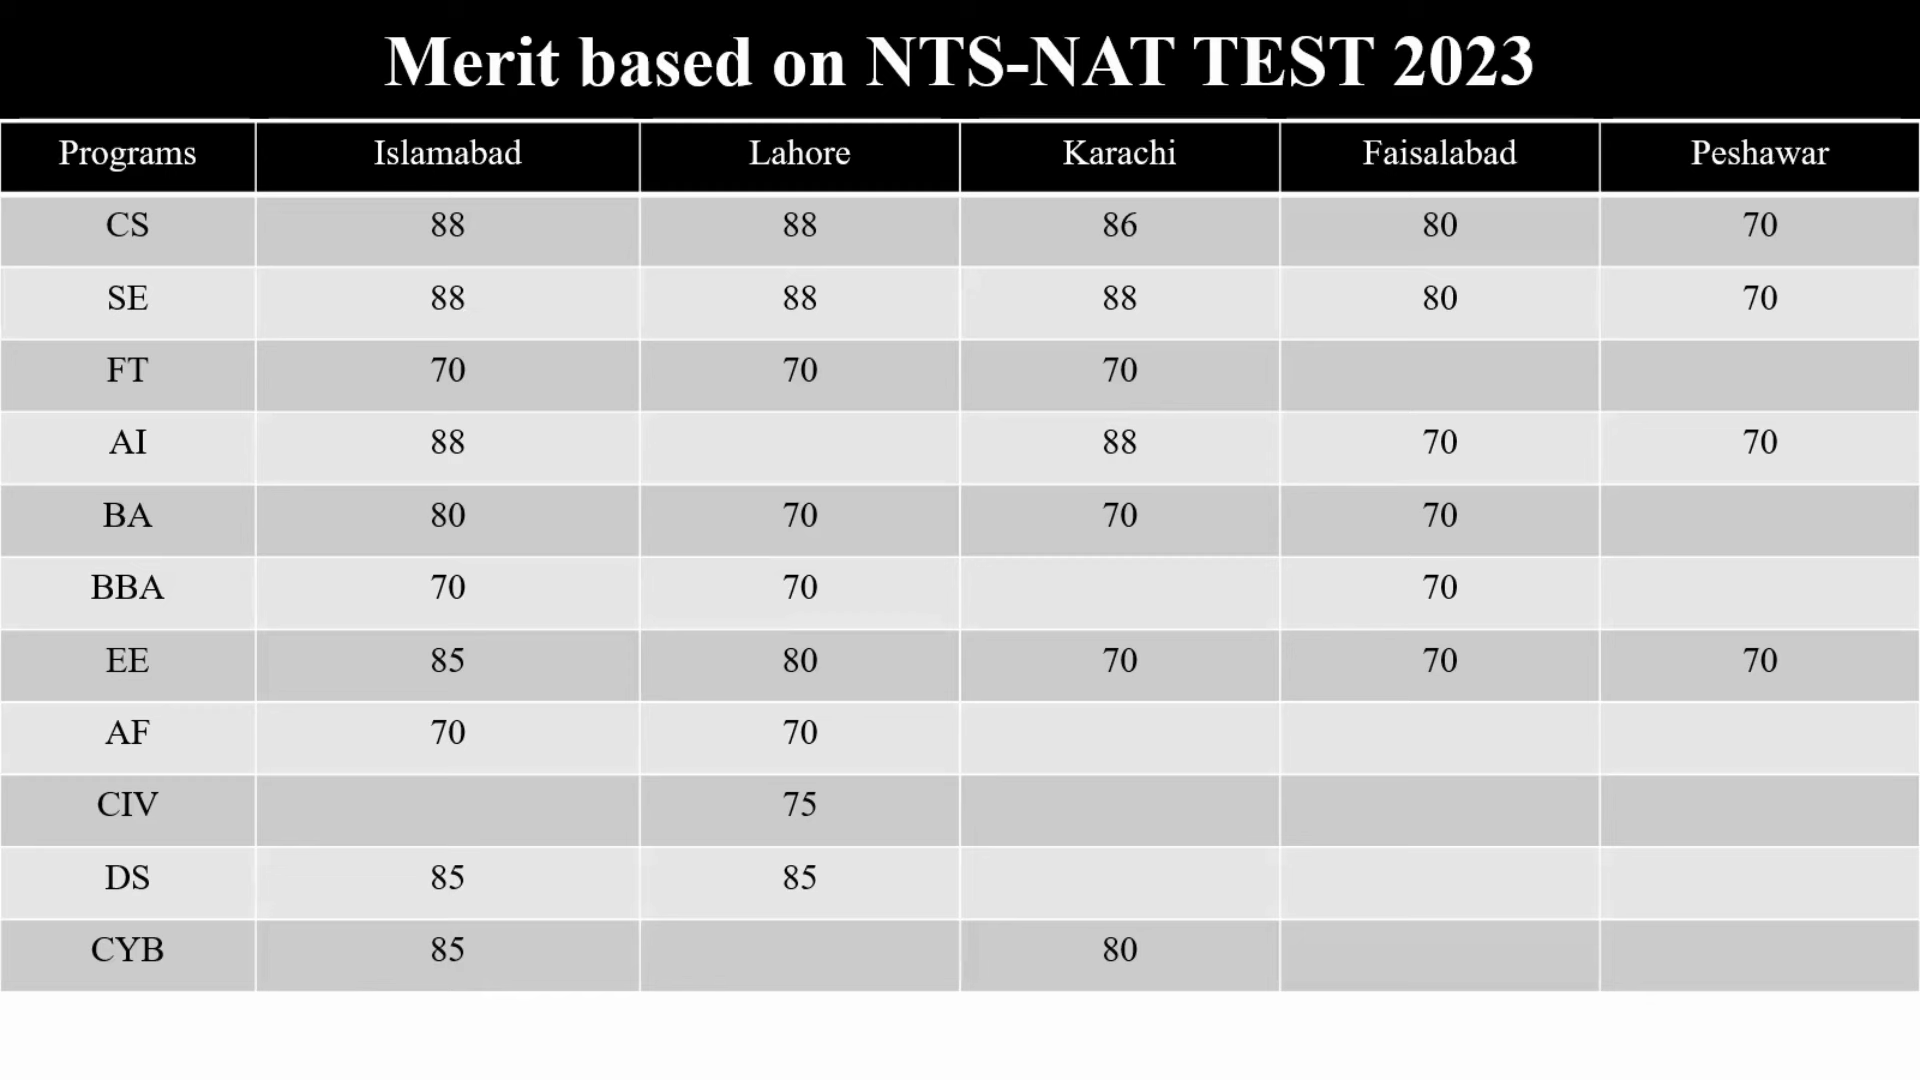 Merit based on NTS-NAT TEST 2023
Programs Islamabad Lahore Karachi Faisalabad Peshawar
CS 88 88 86 80 70
SE 88 88 88 80 70
FT 70 70 70
AI 88 88 70 70
BA 80 70 70 70
BBA 70 70 70
EE 85 80 70 70 70
AF 70 70
CIV 75
DS 85 85
CYB 85 80